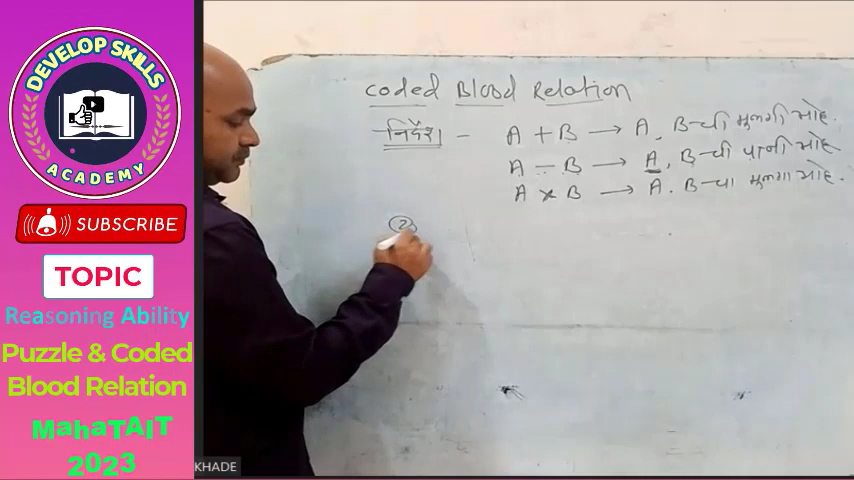 DEVELOP SKILLS
ACADEMY
SUBSCRIBE
TOPIC
Reasoning Ability
Puzzle & Coded
Blood Relation
MahaTAIT
2023
KHADE
Coded Blood Relation
निर्देश - A + B → A, B-ची मुलगी आहे.
A - B → A, B-ची पत्नी आहे.
A × B → A. B-चा मुलगा आहे.
2